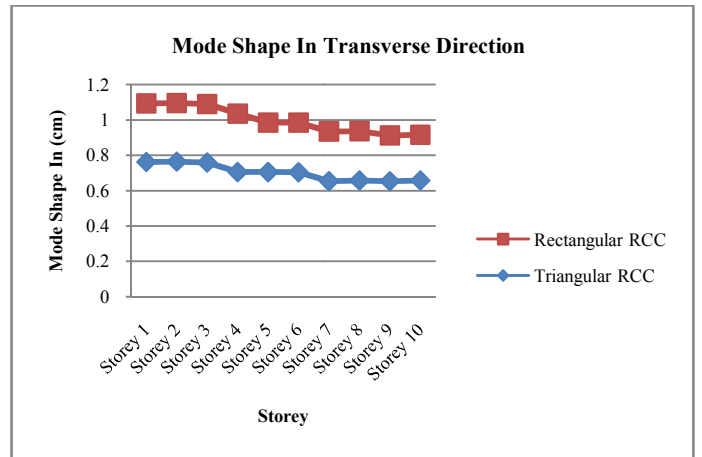 Mode Shape In Transverse Direction
Mode Shape In (cm)
1.2
1
0.8
0.6
0.4
0.2
0
Storey 1
Storey 2
Storey 3
Storey 4
Storey 5
Storey 6
Storey 7
Storey 8
Storey 9
Storey 10
Storey
Rectangular RCC
Triangular RCC